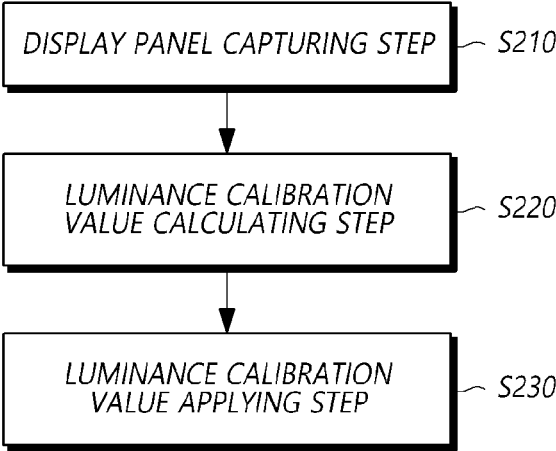 DISPLAY PANEL CAPTURING STEP
S210
LUMINANCE CALIBRATION
VALUE CALCULATING STEP
S220
LUMINANCE CALIBRATION
VALUE APPLYING STEP
S230